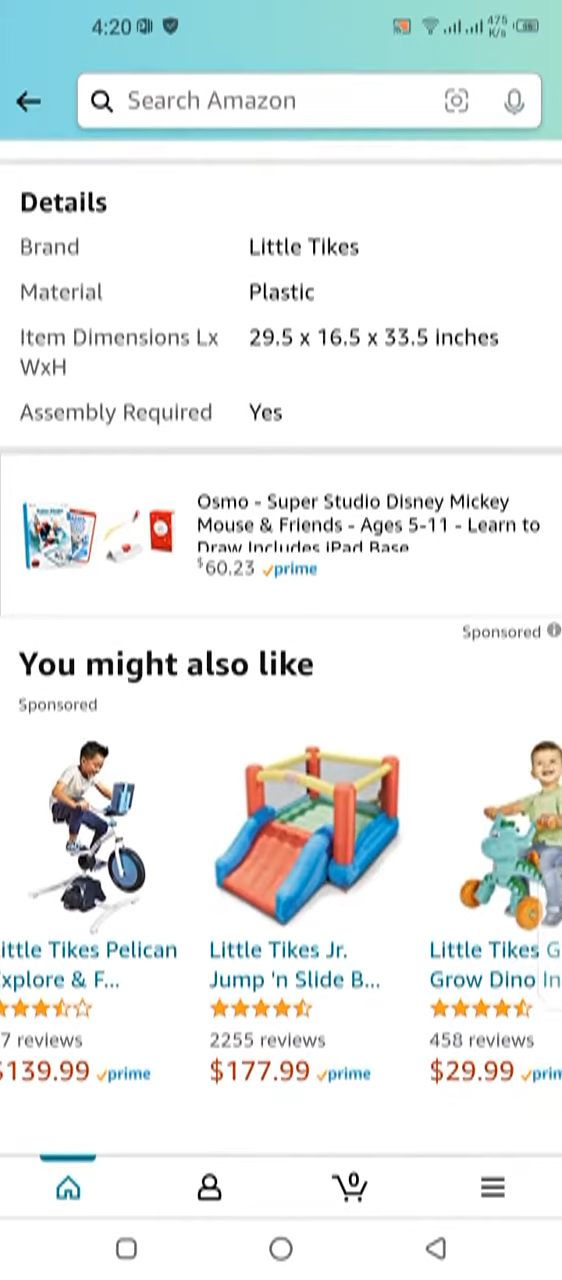 4:20
475
K/s
Search Amazon
Details
Brand Little Tikes
Material Plastic
Item Dimensions Lx 29.5 x 16.5 x 33.5 inches
WxH
Assembly Required Yes
Osmo - Super Studio Disney Mickey
Mouse & Friends - Ages 5-11 - Learn to
Draw Includes iPad Base
$60.23 prime
Sponsored
You might also like
Sponsored
ittle Tikes Pelican
xplore & F...
7 reviews
$139.99 prime
Little Tikes Jr.
Jump 'n Slide B...
2255 reviews
$177.99 prime
Little Tikes G
Grow Dino In
458 reviews
$29.99 prin
0